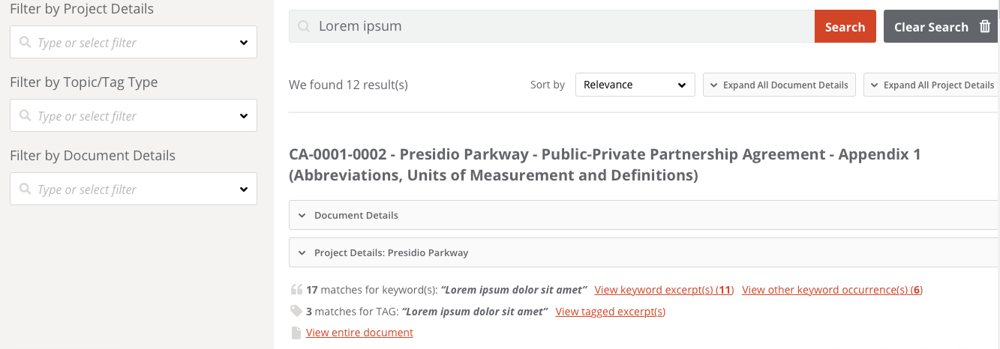 Filter by Project Details
Type or select filter
Filter by Topic/Tag Type
Type or select filter
Filter by Document Details
Type or select filter
Lorem ipsum
Search
Clear Search
We found 12 result(s)
Sort by
Relevance
Expand All Document Details
Expand All Project Details
CA-0001-0002 - Presidio Parkway - Public-Private Partnership Agreement - Appendix 1
(Abbreviations, Units of Measurement and Definitions)
Document Details
Project Details: Presidio Parkway
17 matches for keyword(s): “Lorem ipsum dolor sit amet” View keyword excerpt(s) (11) View other keyword occurrence(s) (6)
3 matches for TAG: “Lorem ipsum dolor sit amet” View tagged excerpt(s)
View entire document